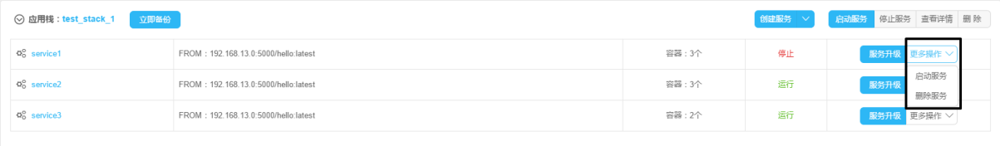 应用栈：test_stack_1 立即备份 创建服务 启动服务 停止服务 查看详情 删 除
service1 FROM：192.168.13.0:5000/hello:latest 容器：3个 停止 服务升级 更多操作
启动服务
service2 FROM：192.168.13.0:5000/hello:latest 容器：3个 运行 服务升级
删除服务
service3 FROM：192.168.13.0:5000/hello:latest 容器：2个 运行 服务升级 更多操作